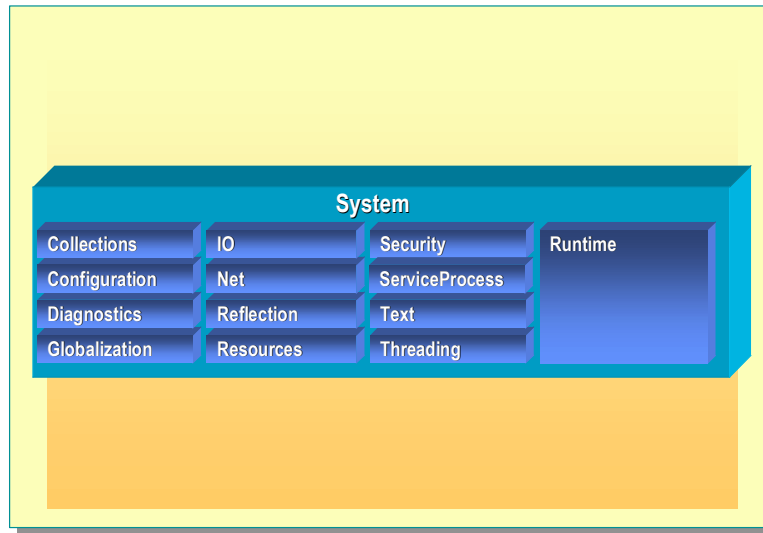 System
Collections
Configuration
Diagnostics
Globalization
IO
Net
Reflection
Resources
Security
ServiceProcess
Text
Threading
Runtime